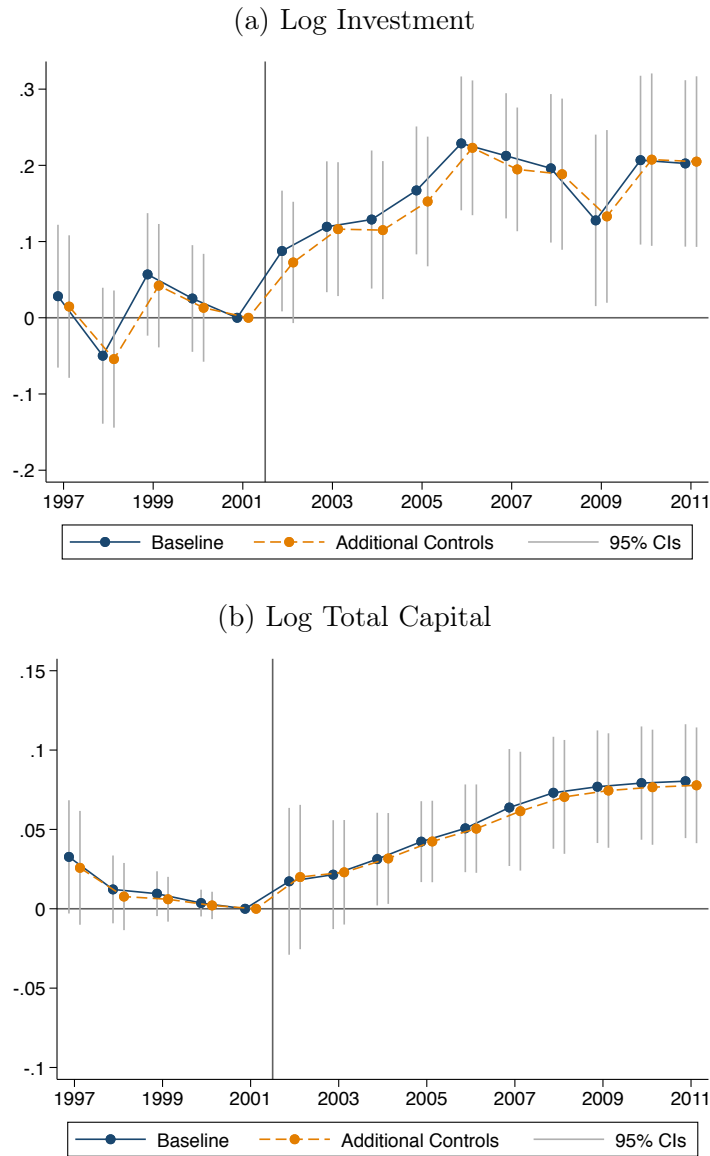 (a) Log Investment
.3
.2
.1
0
-.1
-.2
1997 1999 2001 2003 2005 2007 2009 2011
Baseline Additional Controls 95% CIs
(b) Log Total Capital
.15
.1
.05
0
-.05
-.1
1997 1999 2001 2003 2005 2007 2009 2011
Baseline Additional Controls 95% CIs